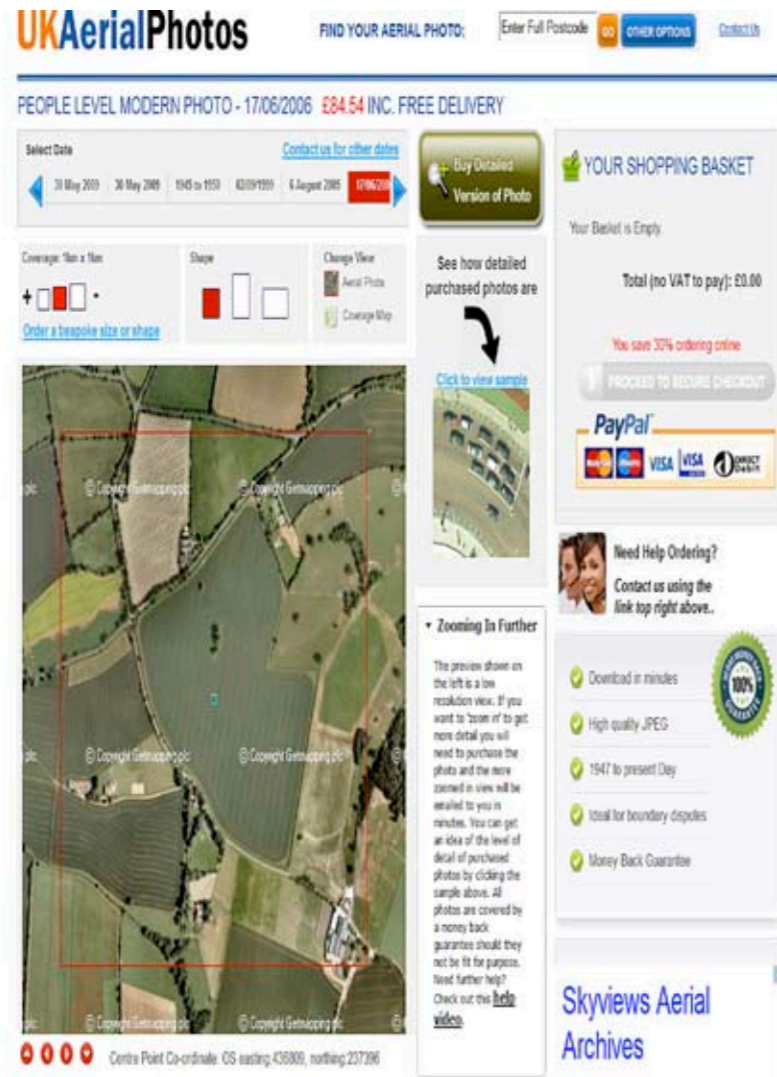 UKAerialPhotos
FIND YOUR AERIAL PHOTO:
Enter Full Postcode
GO
OTHER OPTIONS
Contact Us
PEOPLE LEVEL MODERN PHOTO - 17/06/2006 £84.54 INC. FREE DELIVERY
Select Date
Contact us for other dates
30 May 2009
1945 to 1950
02/09/1999
6 August 2005
Coverage: 1km x 1km
Shape
Change View
Aerial Photo
Coverage Map
+
-
Order a bespoke size or shape
Buy Detailed
Version of Photo
See how detailed
purchased photos are
Click to view sample
YOUR SHOPPING BASKET
Your Basket is Empty
Total (no VAT to pay): £0.00
You save 30% ordering online
PROCEED TO SECURE CHECKOUT
PayPal
VISA
VISA
DIRECT
Debit
Need Help Ordering?
Contact us using the
link top right above..
© Copyright Getmapping plc
© Copyright Getmapping plc
© Copyright Getmapping plc
© Copyright Getmapping plc
© Copyright Getmapping plc
© Copyright Getmapping plc
Zooming In Further
The preview shown on
the left is a low
resolution view. If you
want to 'zoom in' to get
more detail you will
need to purchase the
photo and the more
zoomed in view will be
emailed to you in
minutes. You can get
an idea of the level of
detail of purchased
photos by clicking the
sample above. All
photos are covered by
a money back
guarantee should they
not be fit for purpose.
Need further help?
Check out this help
video.
Download in minutes
High quality JPEG
1947 to present Day
Ideal for boundary disputes
Money Back Guarantee
100%
Skyviews Aerial
Archives
Centre Point Co-ordinate: OS easting:436809, northing:237396